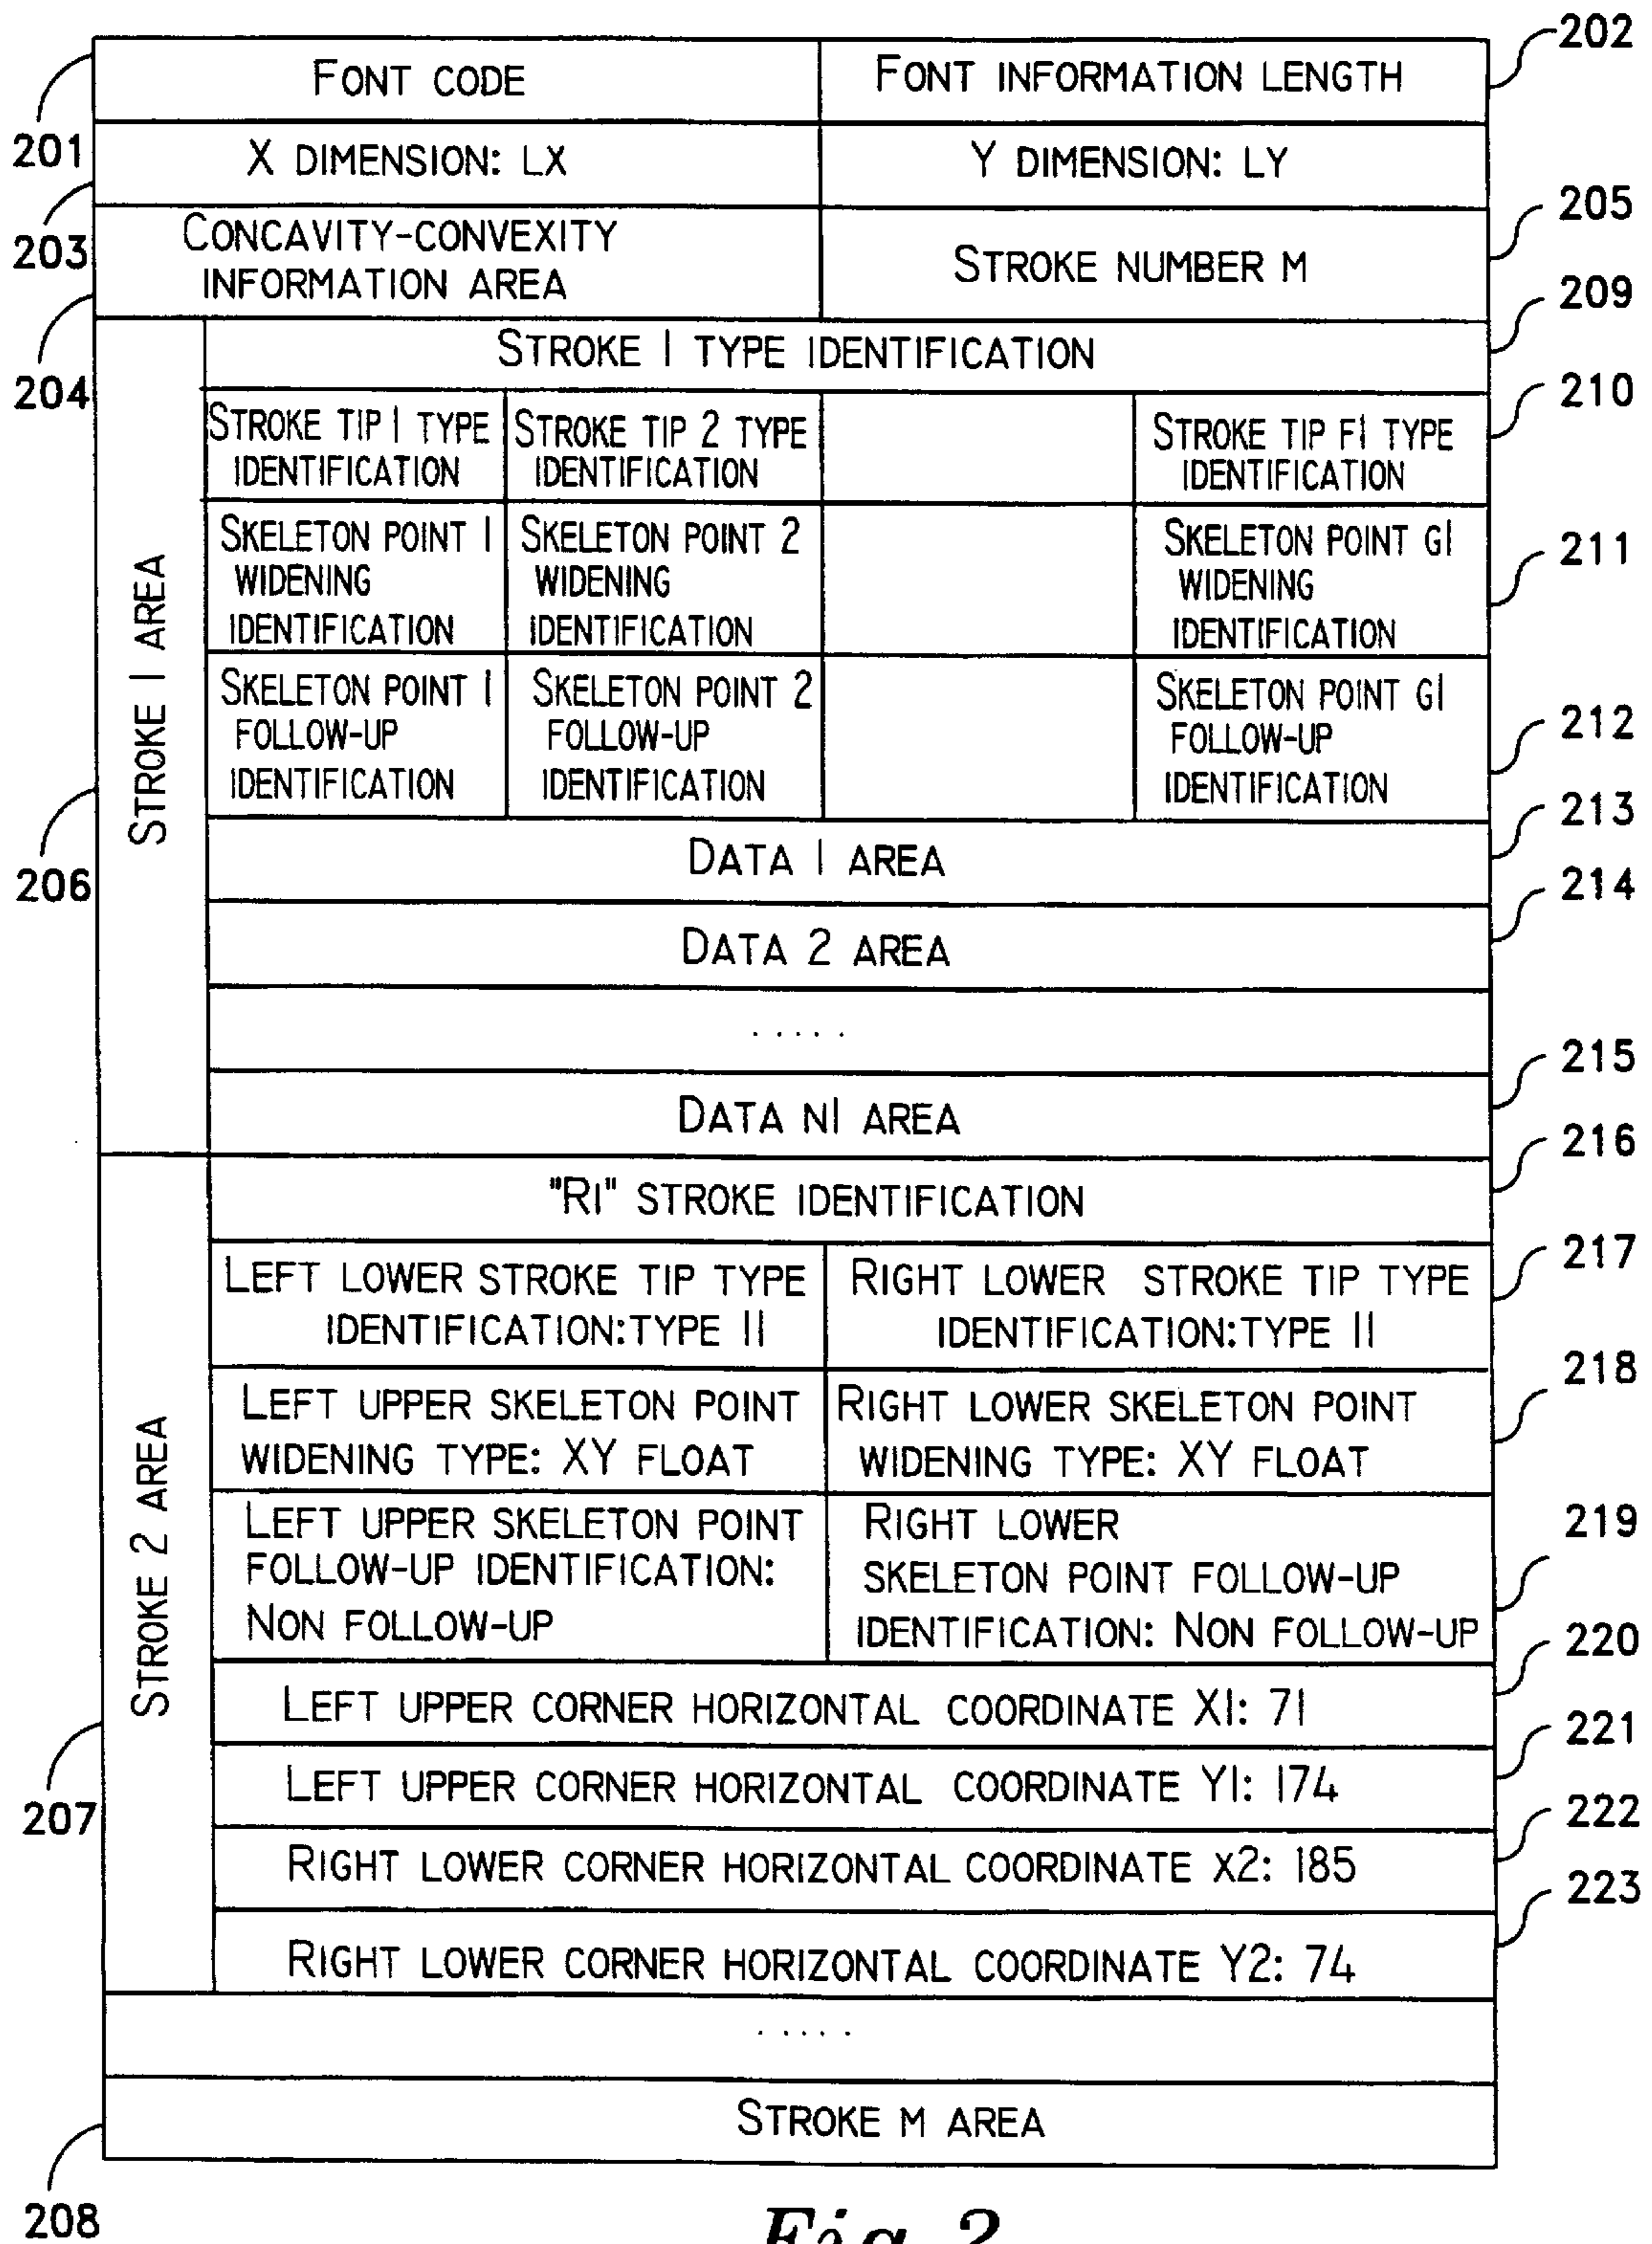 202
FONT CODE
FONT INFORMATION LENGTH
201
X DIMENSION: LX
Y DIMENSION: LY
203
205
CONCAVITY-CONVEXITY
INFORMATION AREA
STROKE NUMBER M
204
209
STROKE 1 TYPE IDENTIFICATION
210
STROKE TIP 1 TYPE
IDENTIFICATION
STROKE TIP 2 TYPE
IDENTIFICATION
STROKE TIP F1 TYPE
IDENTIFICATION
211
SKELETON POINT 1
WIDENING
IDENTIFICATION
SKELETON POINT 2
WIDENING
IDENTIFICATION
SKELETON POINT G1
WIDENING
IDENTIFICATION
212
SKELETON POINT 1
FOLLOW-UP
IDENTIFICATION
SKELETON POINT 2
FOLLOW-UP
IDENTIFICATION
SKELETON POINT G1
FOLLOW-UP
IDENTIFICATION
STROKE 1 AREA
206
213
DATA 1 AREA
214
DATA 2 AREA
.....
215
DATA N1 AREA
216
"RI" STROKE IDENTIFICATION
217
LEFT LOWER STROKE TIP TYPE
IDENTIFICATION:TYPE 11
RIGHT LOWER STROKE TIP TYPE
IDENTIFICATION:TYPE 11
218
LEFT UPPER SKELETON POINT
WIDENING TYPE: XY FLOAT
RIGHT LOWER SKELETON POINT
WIDENING TYPE: XY FLOAT
219
LEFT UPPER SKELETON POINT
FOLLOW-UP IDENTIFICATION:
NON FOLLOW-UP
RIGHT LOWER
SKELETON POINT FOLLOW-UP
IDENTIFICATION: NON FOLLOW-UP
STROKE 2 AREA
207
220
LEFT UPPER CORNER HORIZONTAL COORDINATE X1: 71
221
LEFT UPPER CORNER HORIZONTAL COORDINATE Y1: 174
222
RIGHT LOWER CORNER HORIZONTAL COORDINATE X2: 185
223
RIGHT LOWER CORNER HORIZONTAL COORDINATE Y2: 74
.....
STROKE M AREA
208
Fig. 2